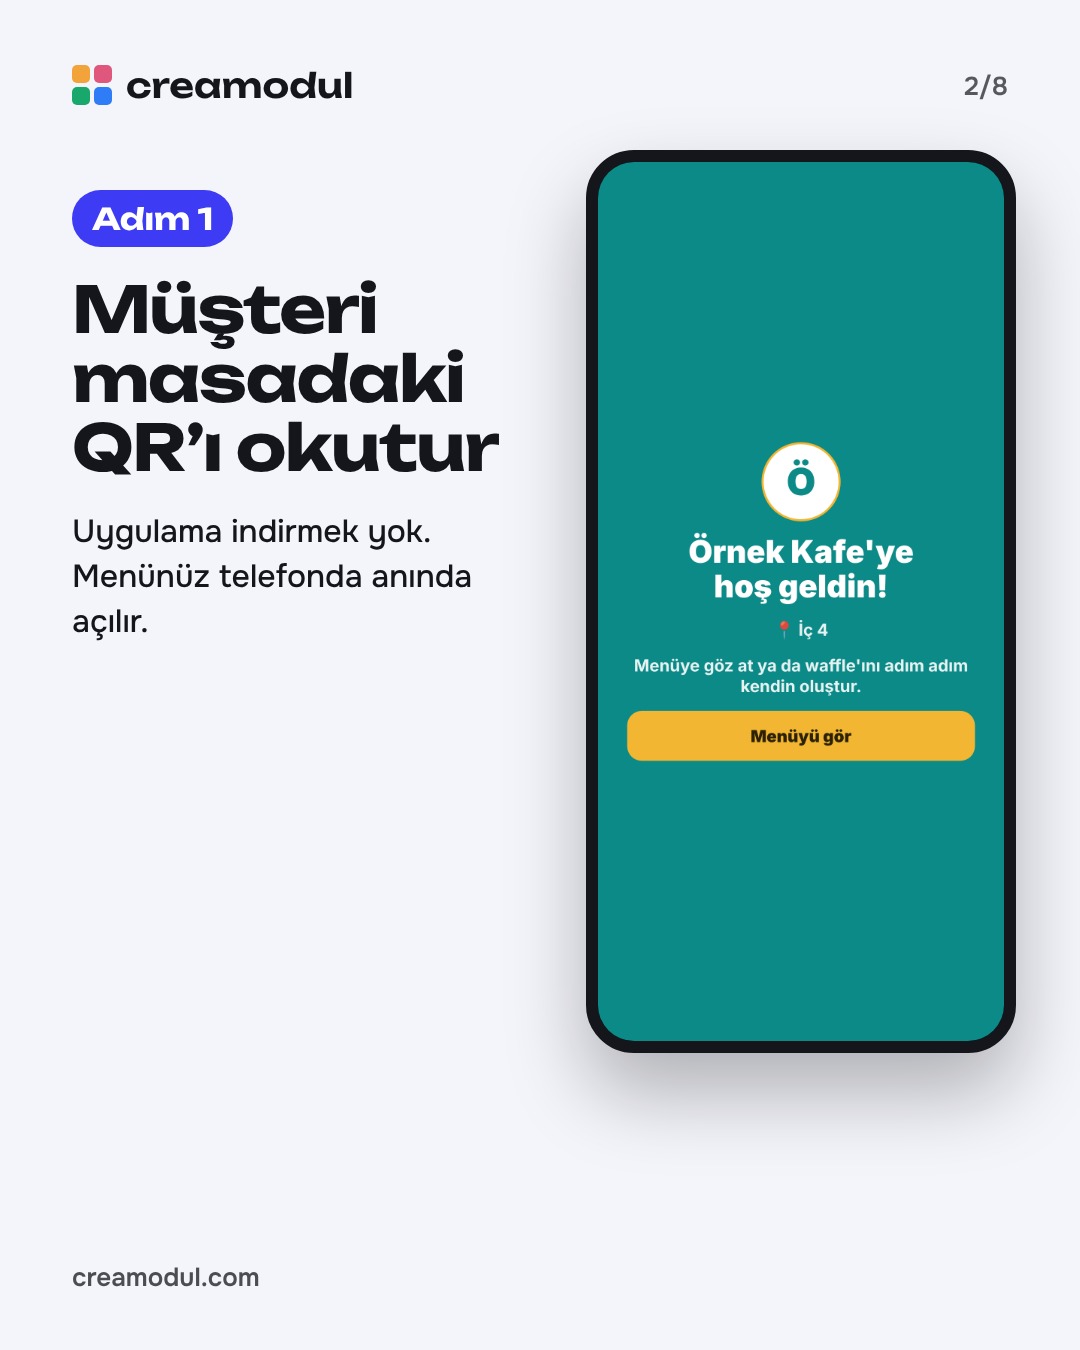 creamodul
2/8
Adım 1
Müşteri
masadaki
QR’ı okutur
Uygulama indirmek yok.
Menünüz telefonda anında
açılır.
Ö
Örnek Kafe'ye
hoş geldin!
📍 İç 4
Menüye göz at ya da waffle'ını adım adım
kendin oluştur.
Menüyü gör
creamodul.com